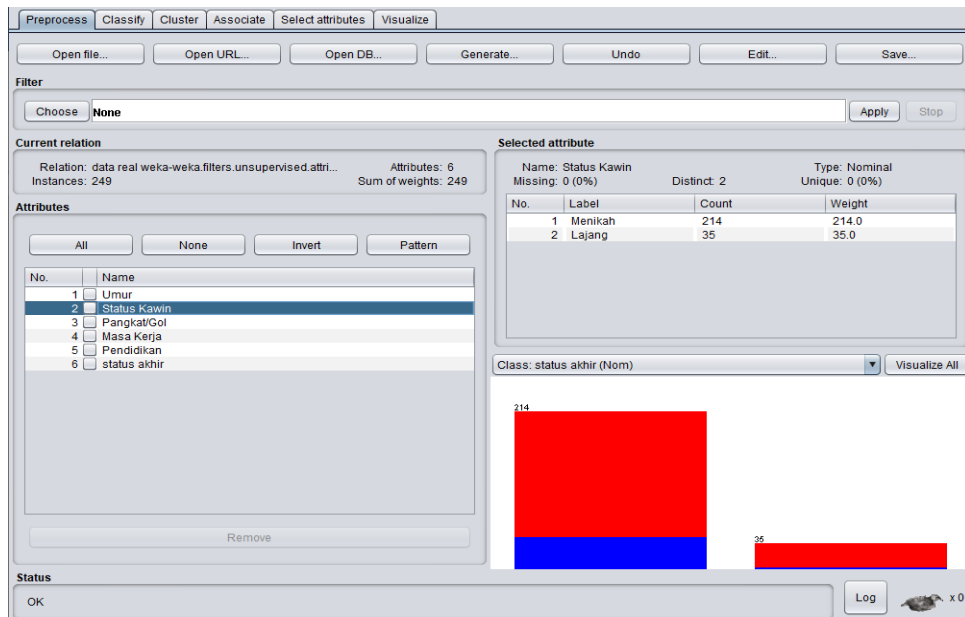 Preprocess Classify Cluster Associate Select attributes Visualize
Open file... Open URL... Open DB... Generate... Undo Edit... Save...
Filter
Choose None Apply Stop
Current relation
Relation: data real weka-weka.filters.unsupervised.attri... Attributes: 6
Instances: 249 Sum of weights: 249
Attributes
All None Invert Pattern
No. Name
1 Umur
2 Status Kawin
3 Pangkat/Gol
4 Masa Kerja
5 Pendidikan
6 status akhir
Remove
Selected attribute
Name: Status Kawin Type: Nominal
Missing: 0 (0%) Distinct: 2 Unique: 0 (0%)
No. Label Count Weight
1 Menikah 214 214.0
2 Lajang 35 35.0
Class: status akhir (Nom) Visualize All
214
35
Status
OK Log x 0